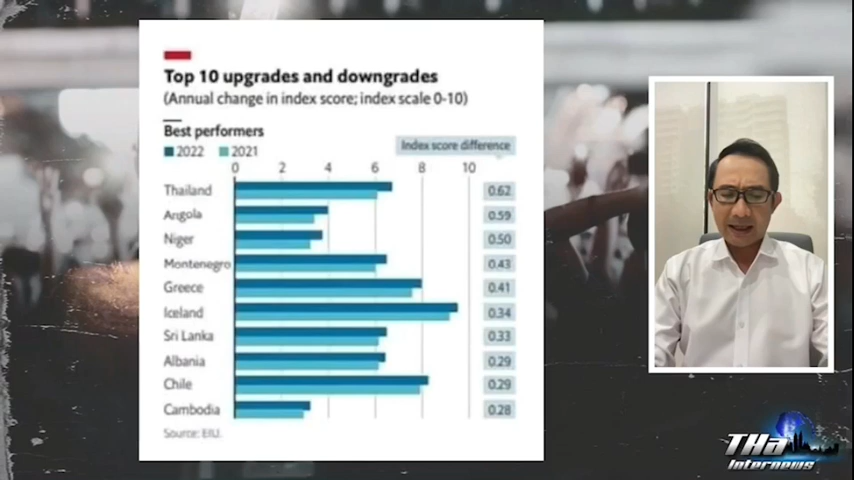 Top 10 upgrades and downgrades
(Annual change in index score; index scale 0-10)
Best performers
2022 2021
Index score difference
0 2 4 6 8 10
Thailand 0.62
Angola 0.59
Niger 0.50
Montenegro 0.43
Greece 0.41
Iceland 0.34
Sri Lanka 0.33
Albania 0.29
Chile 0.29
Cambodia 0.28
Source: EIU.
THa
Internews